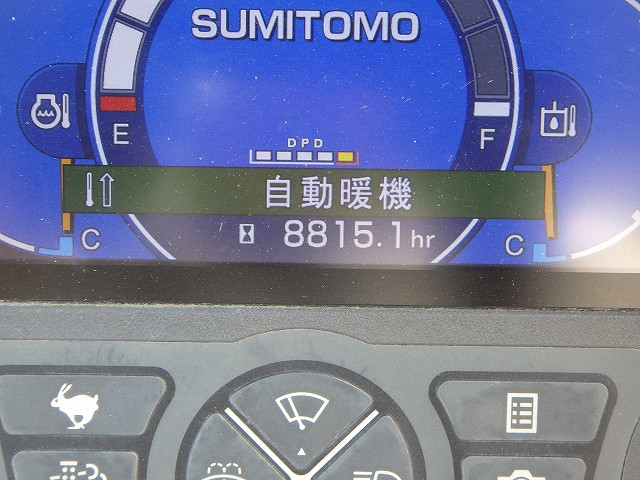 SUMITOMO
E
F
DPD
自動暖機
C
8815.1hr
C